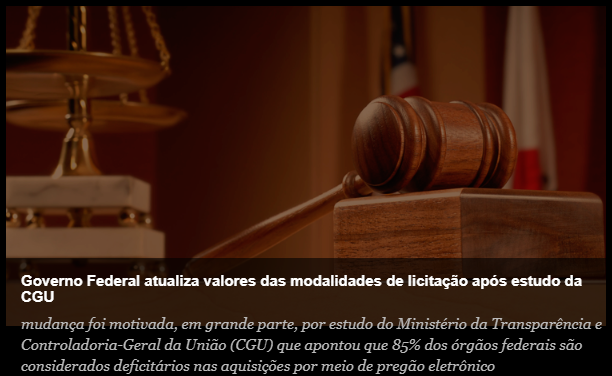 Governo Federal atualiza valores das modalidades de licitação após estudo da
CGU
mudança foi motivada, em grande parte, por estudo do Ministério da Transparência e
Controladoria-Geral da União (CGU) que apontou que 85% dos órgãos federais são
considerados deficitários nas aquisições por meio de pregão eletrônico